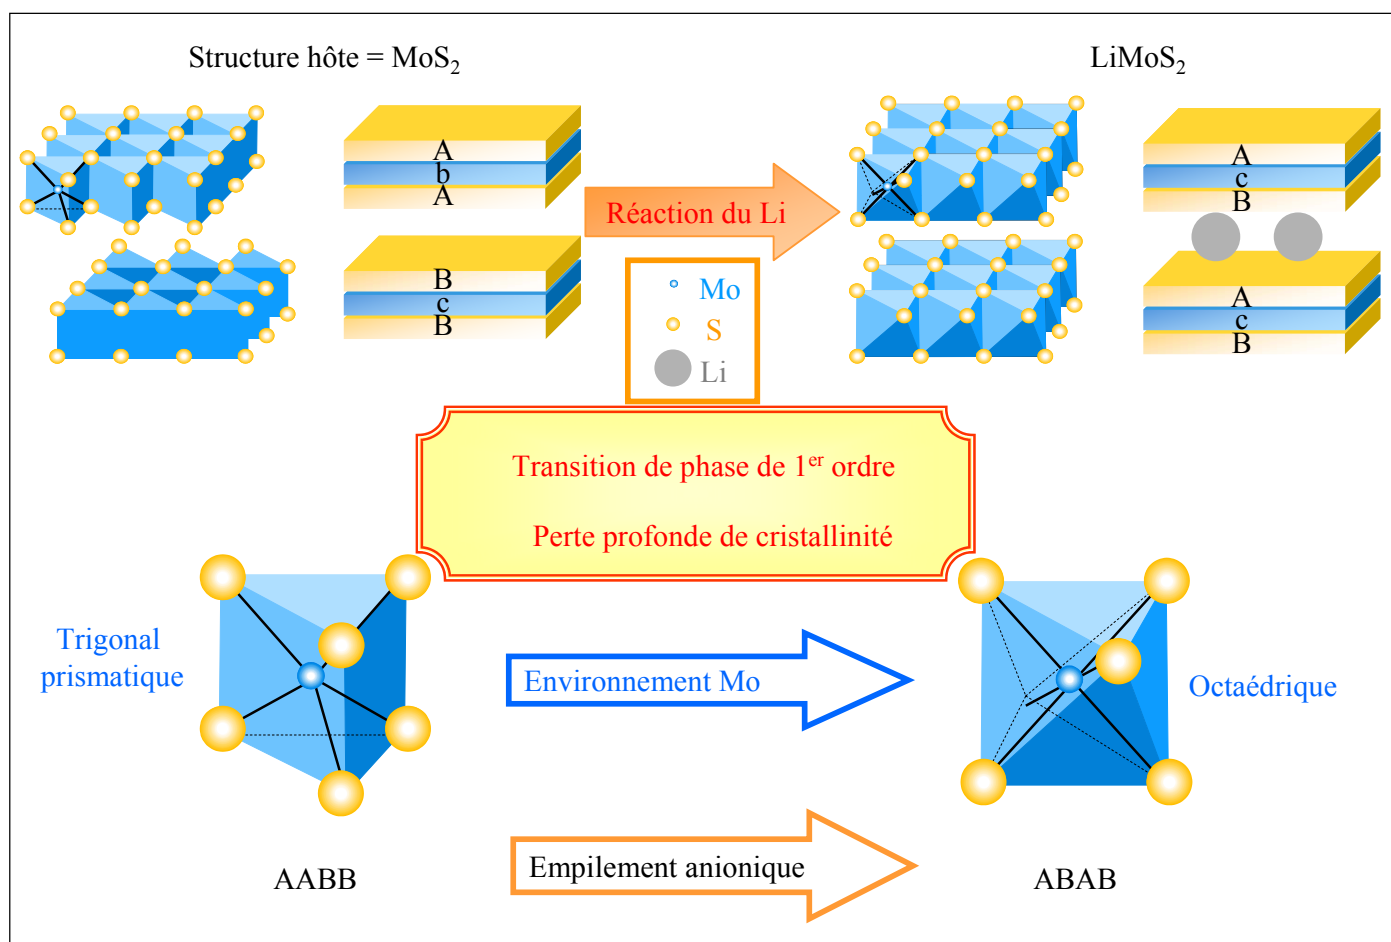 Structure hôte = MoS₂
LiMoS₂
A
b
A
B
c
B
Réaction du Li
A
c
B
A
c
B
Mo
S
Li
Transition de phase de 1ᵉʳ ordre
Perte profonde de cristallinité
Trigonal
prismatique
Environnement Mo
Octaédrique
AABB
Empilement anionique
ABAB